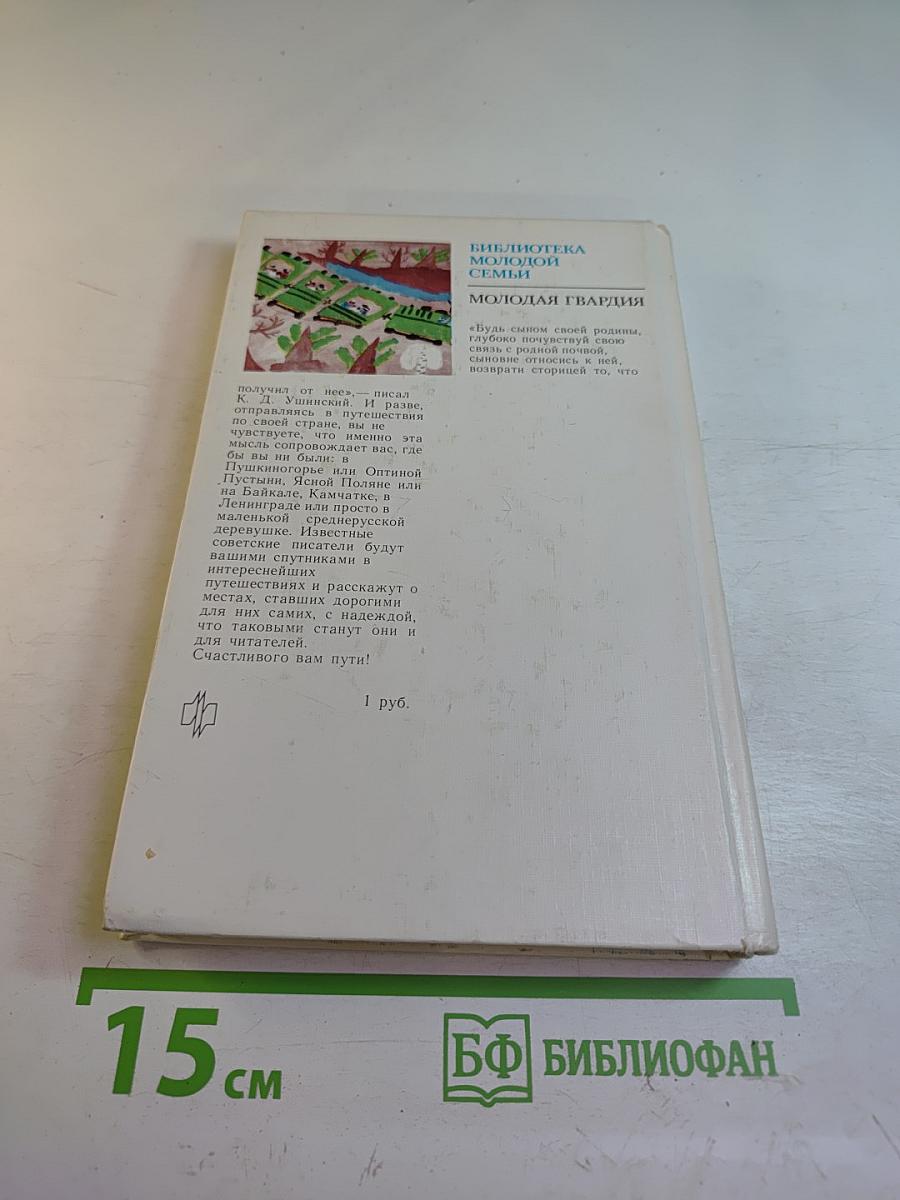 БИБЛИОТЕКА
МОЛОДОЙ
СЕМЬИ
МОЛОДАЯ ГВАРДИЯ
«Будь сыном своей родины,
глубоко почувствуй свою
связь с родной почвой,
сыновне относись к ней,
возврати сторицей то, что
получил от нее»,— писал
К. Д. Ушинский. И разве,
отправляясь в путешествия
по своей стране, вы не
чувствуете, что именно эта
мысль сопровождает вас, где
бы вы ни были: в
Пушкиногорье или Оптиной
Пустыни, Ясной Поляне или
на Байкале, Камчатке, в
Ленинграде или просто в
маленькой среднерусской
деревушке. Известные
советские писатели будут
вашими спутниками в
интереснейших
путешествиях и расскажут о
местах, ставших дорогими
для них самих, с надеждой,
что таковыми станут они и
для читателей.
Счастливого вам пути!
1 руб.
15 см
БФ БИБЛИОФАН